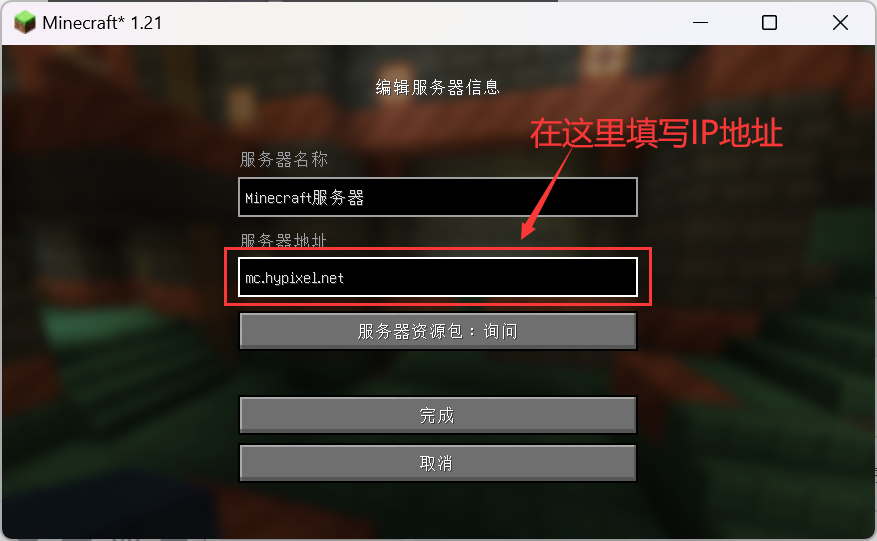 Minecraft* 1.21
编辑服务器信息
在这里填写IP地址
服务器名称
Minecraft服务器
服务器地址
mc.hypixel.net
服务器资源包：询问
完成
取消